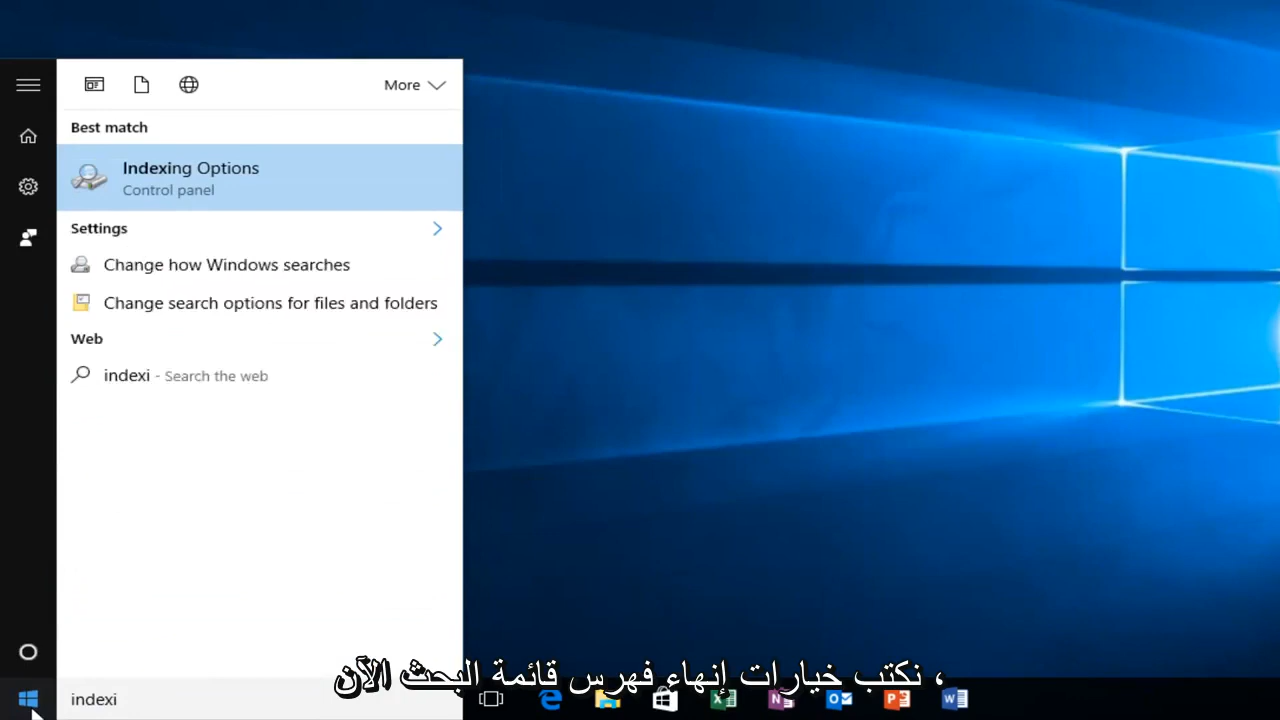 More
Best match
Indexing Options
Control panel
Settings
Change how Windows searches
Change search options for files and folders
Web
indexi - Search the web
، نكتب خيارات إنهاء فهرس قائمة البحث الآن
indexi